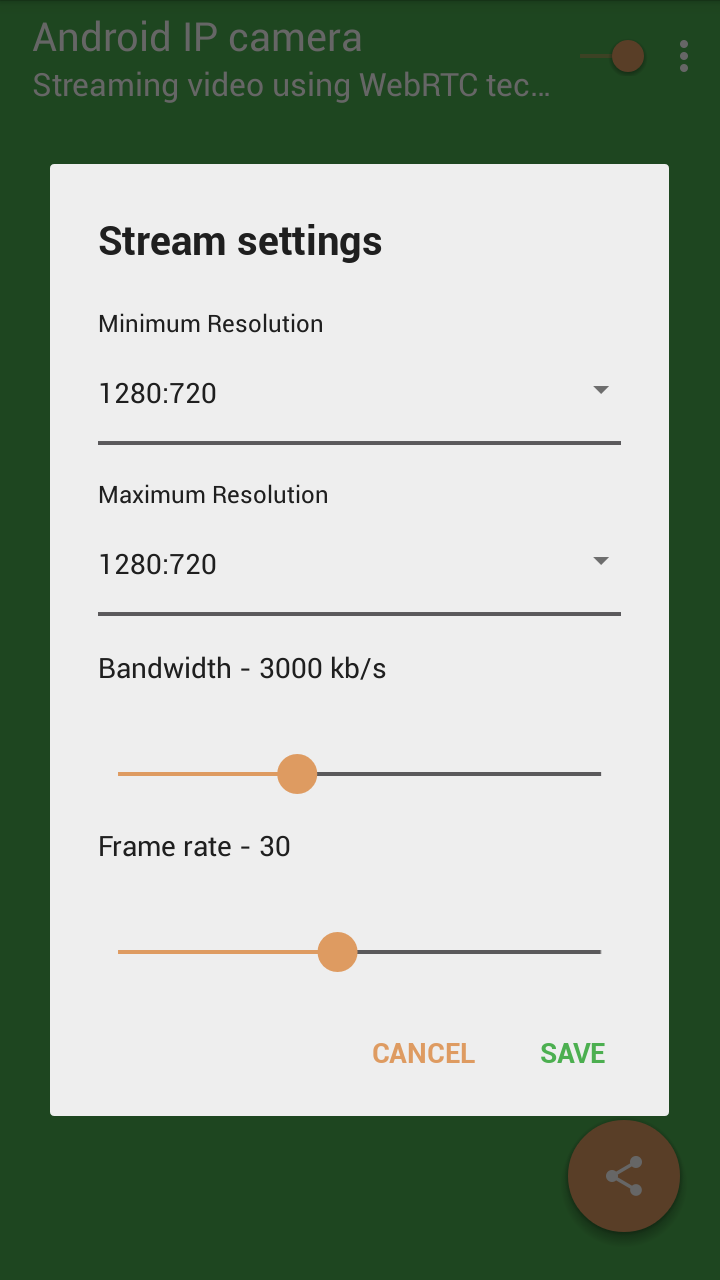 Android IP camera
Streaming video using WebRTC tec...
Stream settings
Minimum Resolution
1280:720
Maximum Resolution
1280:720
Bandwidth - 3000 kb/s
Frame rate - 30
CANCEL SAVE